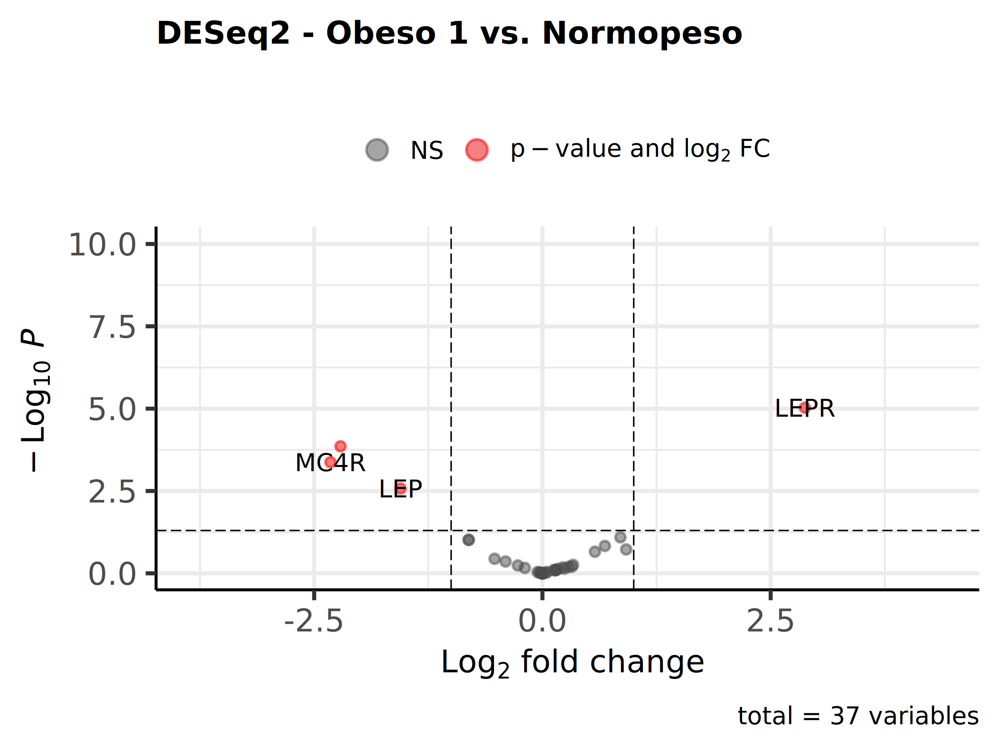 DESeq2 - Obeso 1 vs. Normopeso
NS
p − value and log₂ FC
10.0
7.5
5.0
2.5
0.0
− Log₁₀ P
LEPR
MC4R
LEP
-2.5
0.0
2.5
Log₂ fold change
total = 37 variables